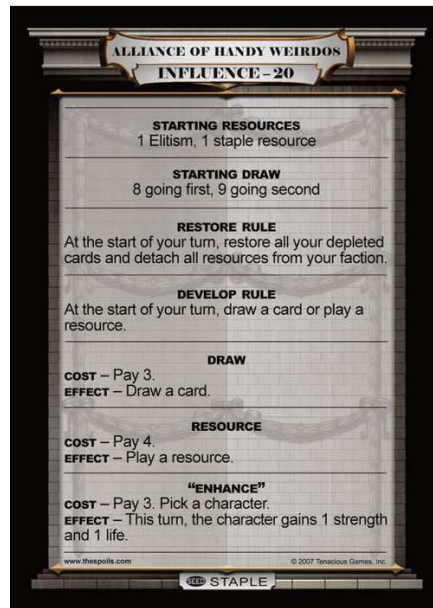 ALLIANCE OF HANDY WEIRDOS
INFLUENCE – 20
STARTING RESOURCES
1 Elitism, 1 staple resource
STARTING DRAW
8 going first, 9 going second
RESTORE RULE
At the start of your turn, restore all your depleted
cards and detach all resources from your faction.
DEVELOP RULE
At the start of your turn, draw a card or play a
resource.
DRAW
COST – Pay 3.
EFFECT – Draw a card.
RESOURCE
COST – Pay 4.
EFFECT – Play a resource.
“ENHANCE”
COST – Pay 3. Pick a character.
EFFECT – This turn, the character gains 1 strength
and 1 life.
www.thespoils.com © 2007 Tenacious Games, Inc.
SEED STAPLE